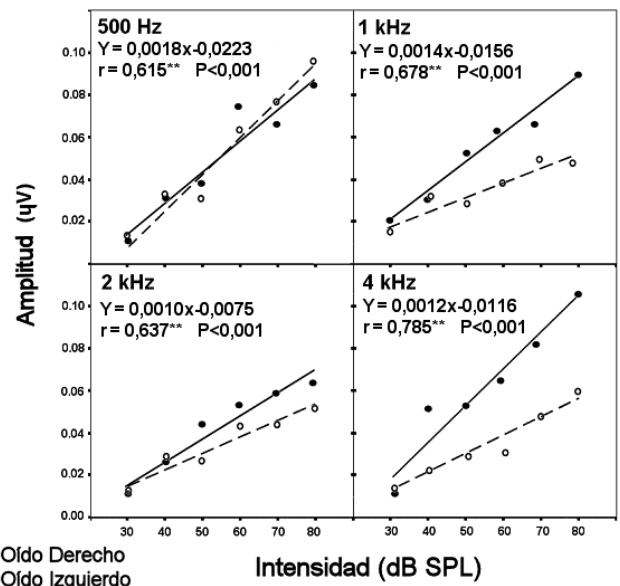 500 Hz
Y = 0,0018x-0,0223
r = 0,615** P<0,001
1 kHz
Y = 0,0014x-0,0156
r = 0,678** P<0,001
0.10
0.08
0.06
0.04
0.02
2 kHz
Y = 0,0010x-0,0075
r = 0,637** P<0,001
4 kHz
Y = 0,0012x-0,0116
r = 0,785** P<0,001
0.10
0.08
0.06
0.04
0.02
0.00
Amplitud (ɥV)
30 40 50 60 70 80 30 40 50 60 70 80
Oído Derecho
Oído Izquierdo
Intensidad (dB SPL)